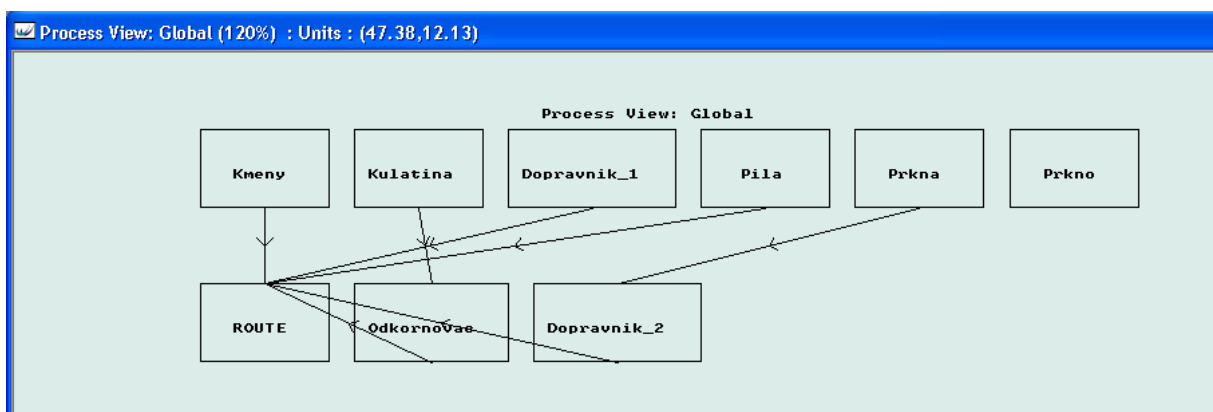 Process View: Global (120%) : Units : (47.38,12.13)
Process View: Global
Kmeny Kulatina Dopravnik_1 Pila Prkna Prkno
ROUTE Odkornovac Dopravnik_2